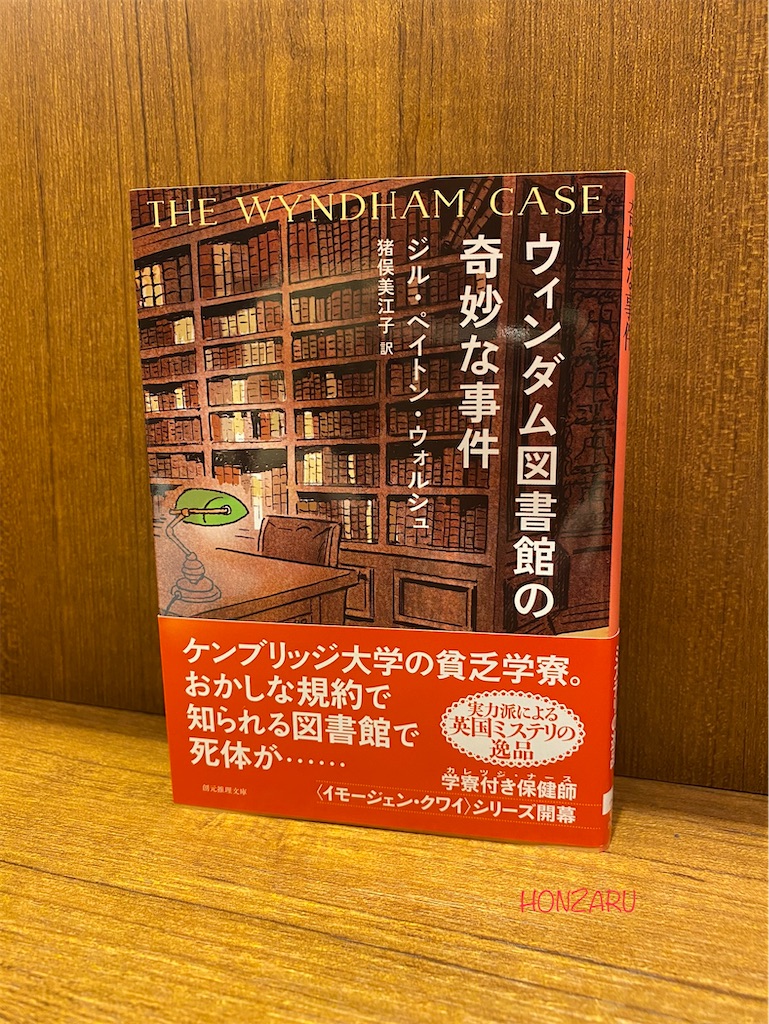 THE WYNDHAM CASE
ウィンダム図書館の
奇妙な事件
ジル・ペイトン・ウォルシュ
猪俣美江子 訳
奇妙な事件
ケンブリッジ大学の貧乏学寮。
おかしな規約で
知られる図書館で
死体が……
実力派による
英国ミステリの
逸品
カレッジ・ナース
学寮付き保健師
〈イモージェン・クワイ〉シリーズ開幕
創元推理文庫
HONZARU